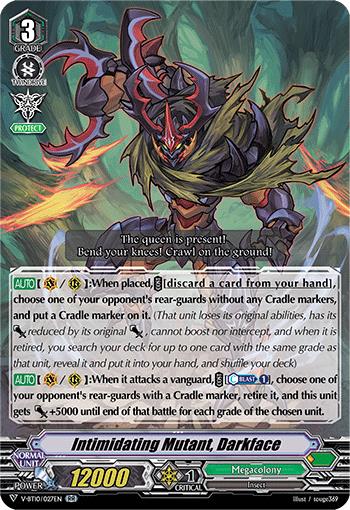 3
GRADE
TWINDRIVE
PROTECT
The queen is present!
Bend your knees! Crawl on the ground!
AUTO [ / ]:When placed, [discard a card from your hand],
choose one of your opponent's rear-guards without any Cradle markers,
and put a Cradle marker on it. (That unit loses its original abilities, has its
reduced by its original , cannot boost nor intercept, and when it is
retired, you search your deck for up to one card with the same grade as
that unit, reveal it and put it into your hand, and shuffle your deck)
AUTO [ / ]:When it attacks a vanguard, [C BLAST 1], choose one of
your opponent's rear-guards with a Cradle marker, retire it, and this unit
gets +5000 until end of that battle for each grade of the chosen unit.
Intimidating Mutant, Darkface
NORMAL
UNIT
POWER
12000
1
CRITICAL
Megacolony
Insect
V-BT10/027EN RR
Illust / touge369